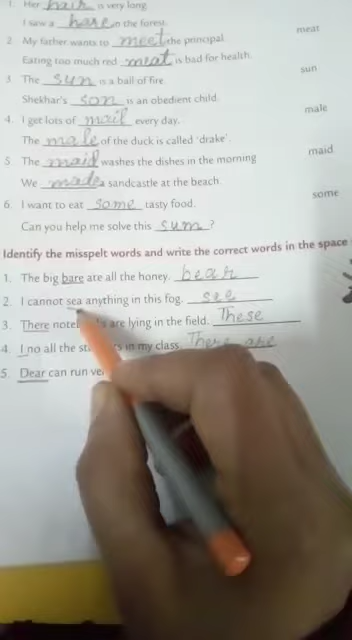 1. Her hair is very long.
I saw a hare in the forest.
meat
2. My father wants to meet the principal.
Eating too much red meat is bad for health.
sun
3. The sun is a ball of fire.
Shekhar's son is an obedient child.
male
4. I get lots of mail every day.
The male of the duck is called 'drake'.
maid
5. The maid washes the dishes in the morning
We made a sandcastle at the beach.
some
6. I want to eat some tasty food.
Can you help me solve this sum?
Identify the misspelt words and write the correct words in the space
1. The big bare ate all the honey. bear
2. I cannot sea anything in this fog. see
3. There are lying in the field. These
4. I no all the in my class There are
5. Dear can run